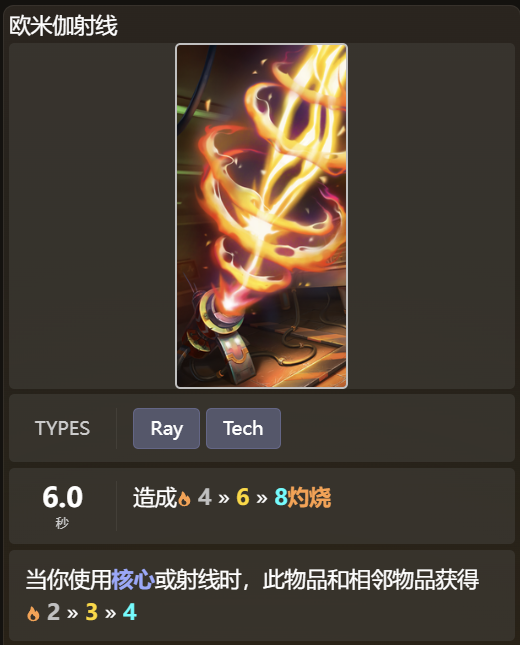 欧米伽射线
TYPES Ray Tech
6.0 造成 4 » 6 » 8灼烧
秒
当你使用核心或射线时，此物品和相邻物品获得
2 » 3 » 4